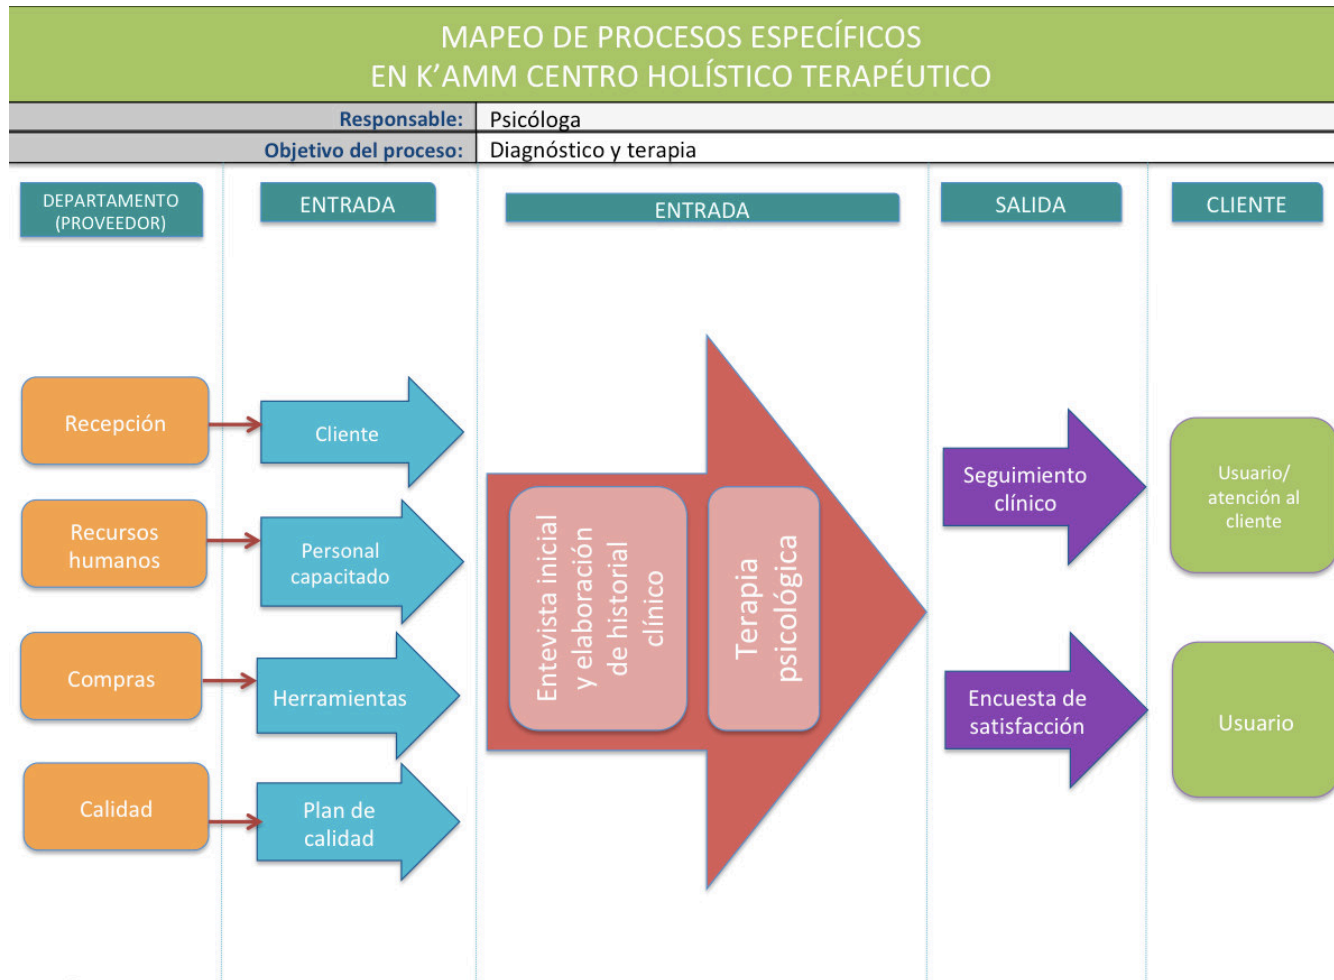 MAPEO DE PROCESOS ESPECÍFICOS
EN K'AMM CENTRO HOLÍSTICO TERAPÉUTICO
Responsable: Psicóloga
Objetivo del proceso: Diagnóstico y terapia
DEPARTAMENTO
(PROVEEDOR)
ENTRADA
ENTRADA
SALIDA
CLIENTE
Recepción
Cliente
Recursos
humanos
Personal
capacitado
Compras
Herramientas
Calidad
Plan de
calidad
Entevista inicial
y elaboración
de historial
clínico
Terapia
psicológica
Seguimiento
clínico
Encuesta de
satisfacción
Usuario/
atención al
cliente
Usuario